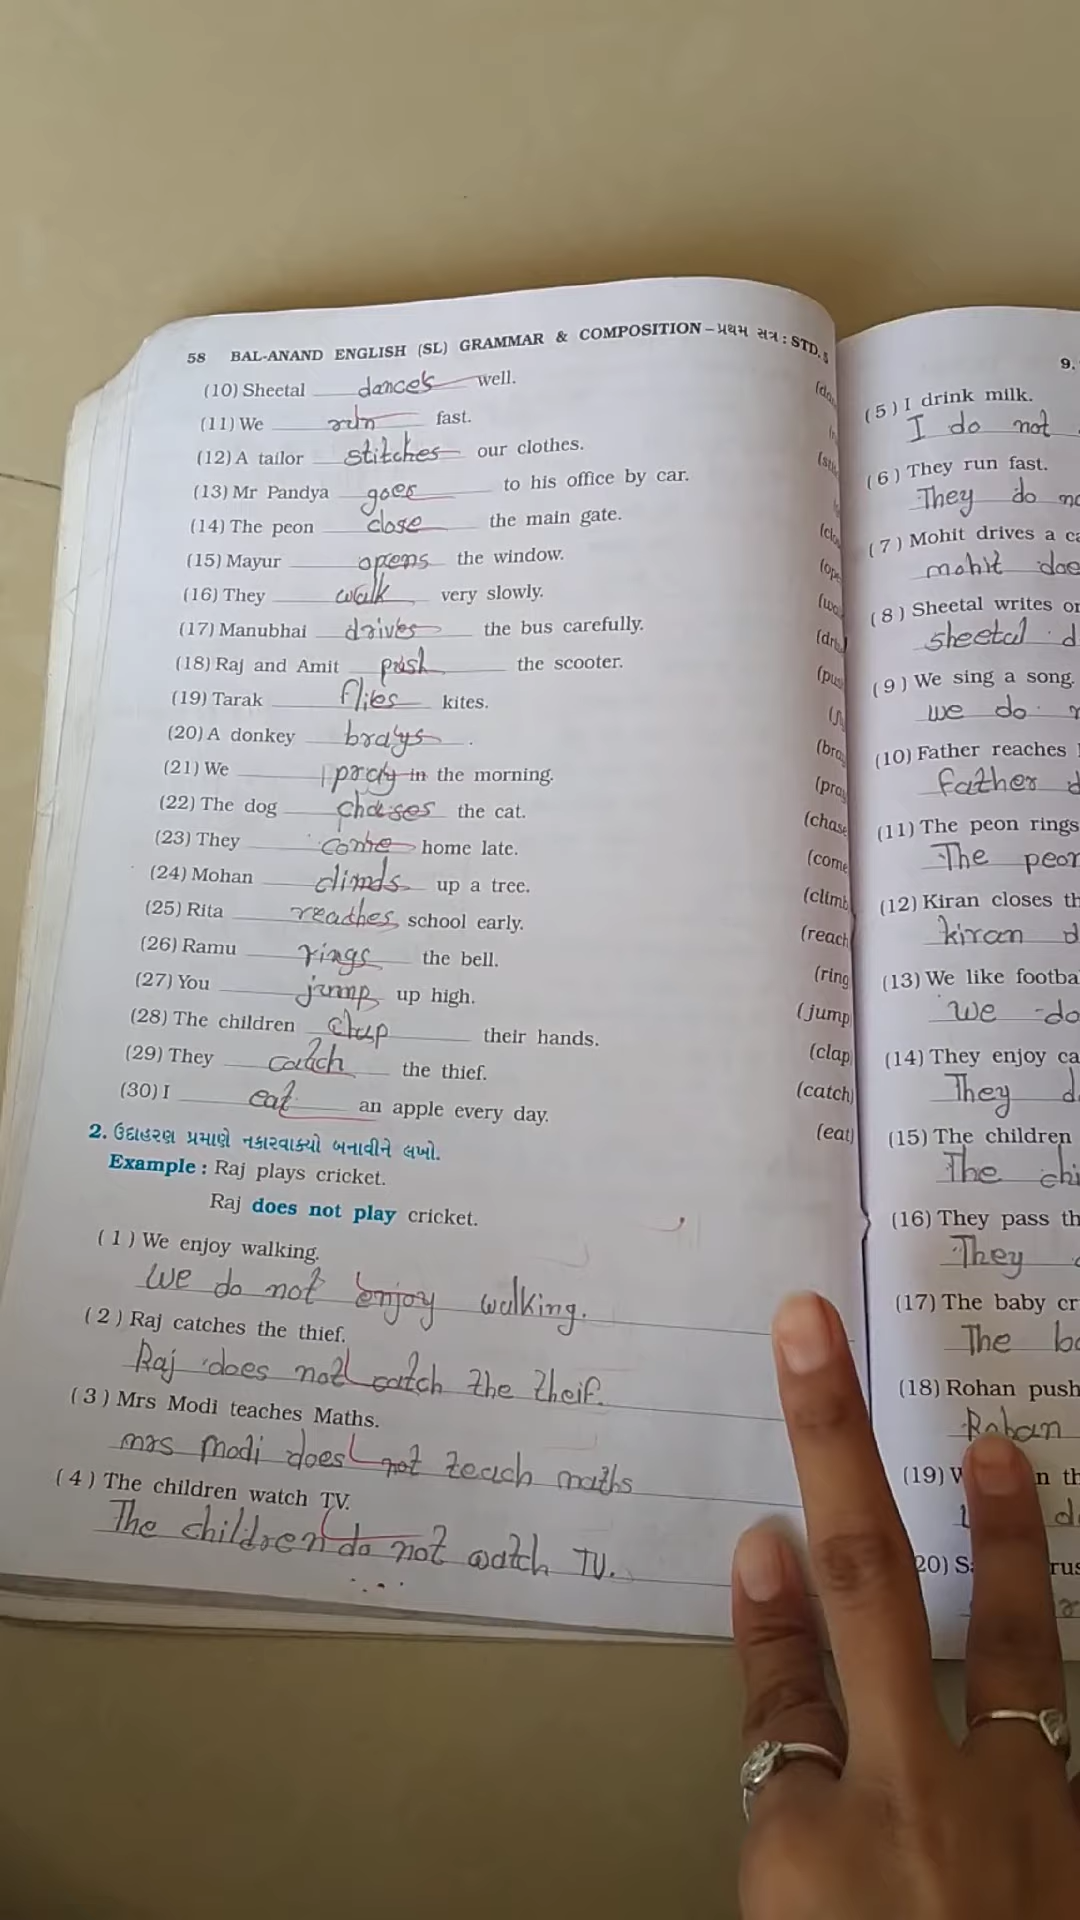 58 BAL-ANAND ENGLISH (SL) GRAMMAR & COMPOSITION – પ્રથમ સત્ર : STD. 5
(10) Sheetal dances well.
(11) We run fast.
(12) A tailor stitches our clothes.
(13) Mr Pandya goes to his office by car.
(14) The peon close the main gate.
(15) Mayur opens the window.
(16) They walk very slowly.
(17) Manubhai drives the bus carefully.
(18) Raj and Amit push the scooter.
(19) Tarak flies kites.
(20) A donkey brays.
(21) We pray in the morning.
(22) The dog chases the cat. (chase
(23) They come home late. (come
(24) Mohan climbs up a tree. (climb
(25) Rita reaches school early. (reach
(26) Ramu rings the bell. (ring
(27) You jump up high. (jump
(28) The children clap their hands. (clap
(29) They catch the thief. (catch)
(30) I eat an apple every day. (eat)
2. ઉદાહરણ પ્રમાણે નકારવાક્યો બનાવીને લખો.
Example : Raj plays cricket.
Raj does not play cricket.
( 1 ) We enjoy walking.
We do not enjoy walking.
( 2 ) Raj catches the thief.
Raj does not catch the theif.
( 3 ) Mrs Modi teaches Maths.
mrs modi does not teach maths
( 4 ) The children watch TV.
The children do not watch TV.
9.
( 5 ) I drink milk.
I do not
( 6 ) They run fast.
They do
( 7 ) Mohit drives a
mohit
( 8 ) Sheetal writes
sheetal
( 9 ) We sing a song.
we do
(10) Father reaches
Father
(11) The peon rings
The peon
(12) Kiran closes
kiran
(13) We like
we do
(14) They enjoy
They
(15) The children
The
(16) They pass
They
(17) The baby
The
(18) Rohan push
Rohan
(19)
20)